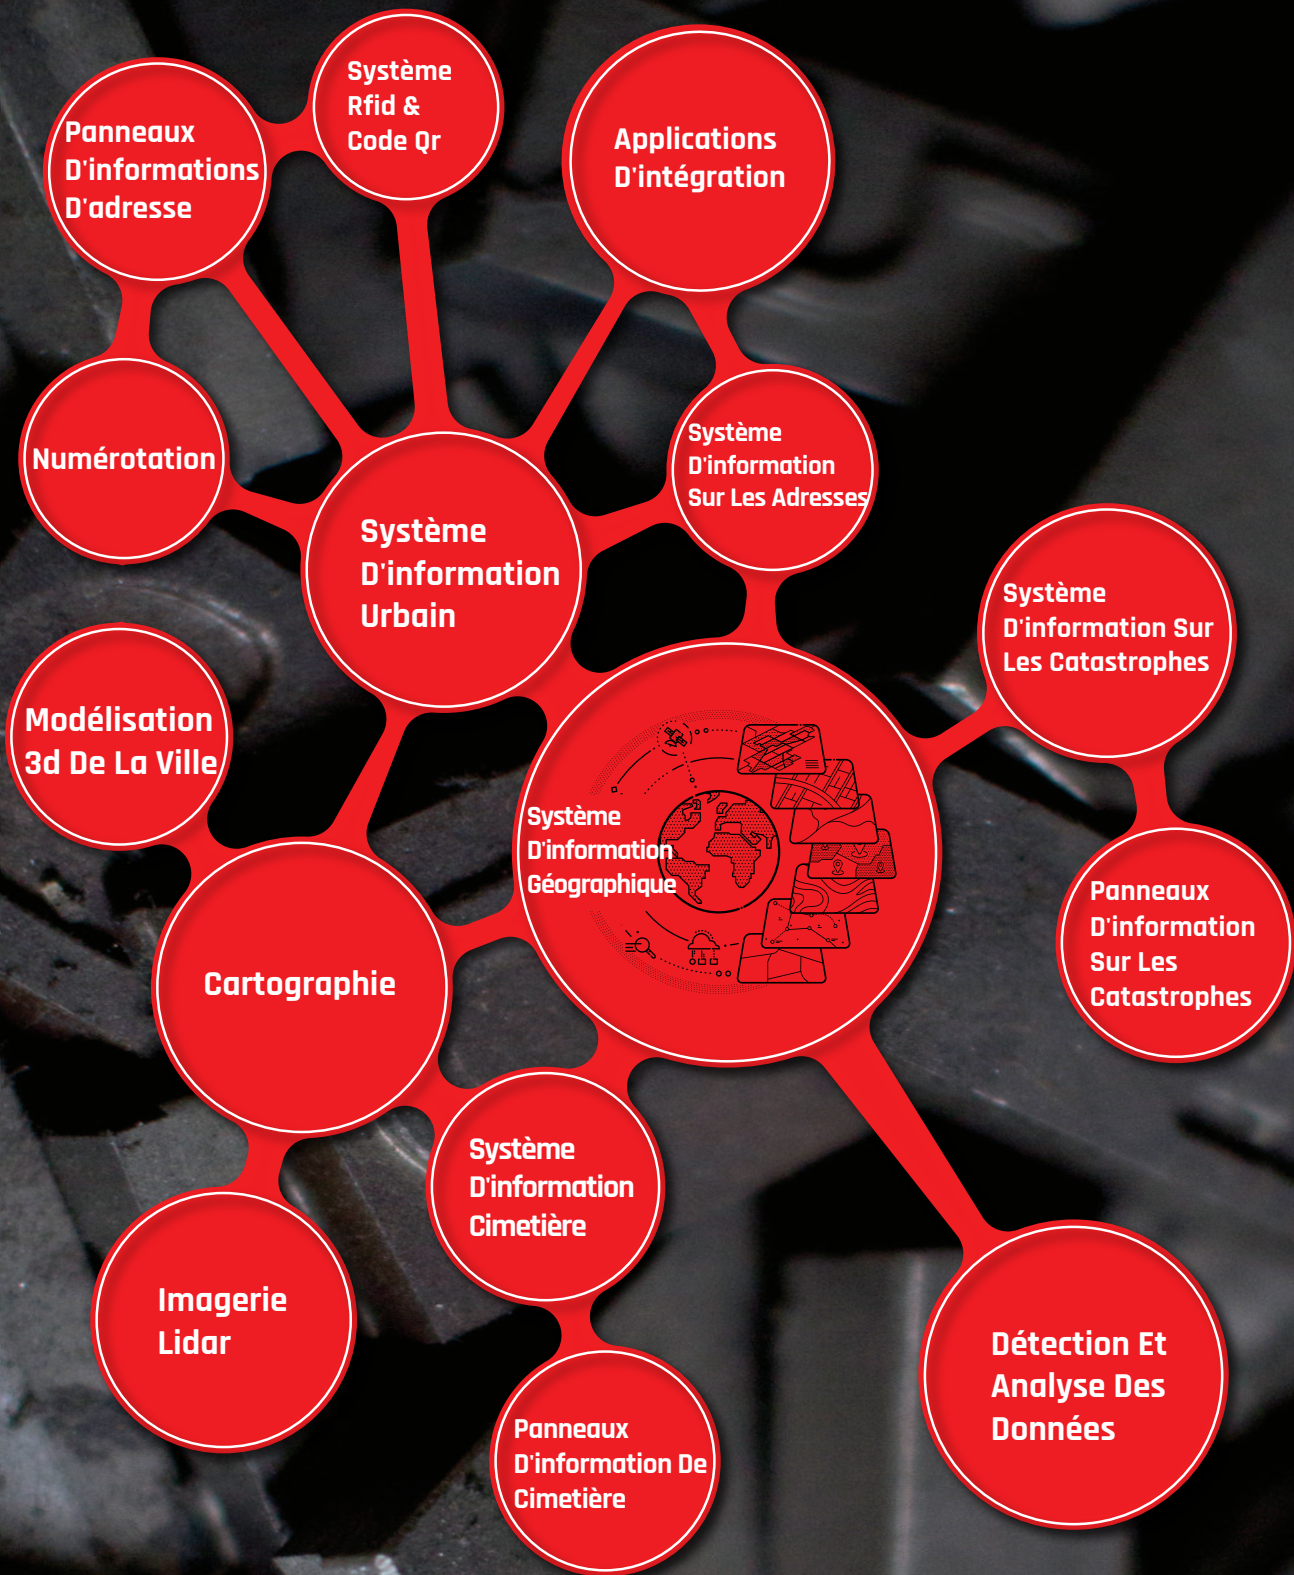 Système
Rfid &
Code Qr
Panneaux
D'informations
D'adresse
Applications
D'intégration
Numérotation
Système
D'information
Sur Les Adresses
Système
D'information
Urbain
Système
D'information Sur
Les Catastrophes
Modélisation
3d De La Ville
Système
D'information
Géographique
Panneaux
D'information
Sur Les
Catastrophes
Cartographie
Système
D'information
Cimetière
Imagerie
Lidar
Détection Et
Analyse Des
Données
Panneaux
D'information De
Cimetière